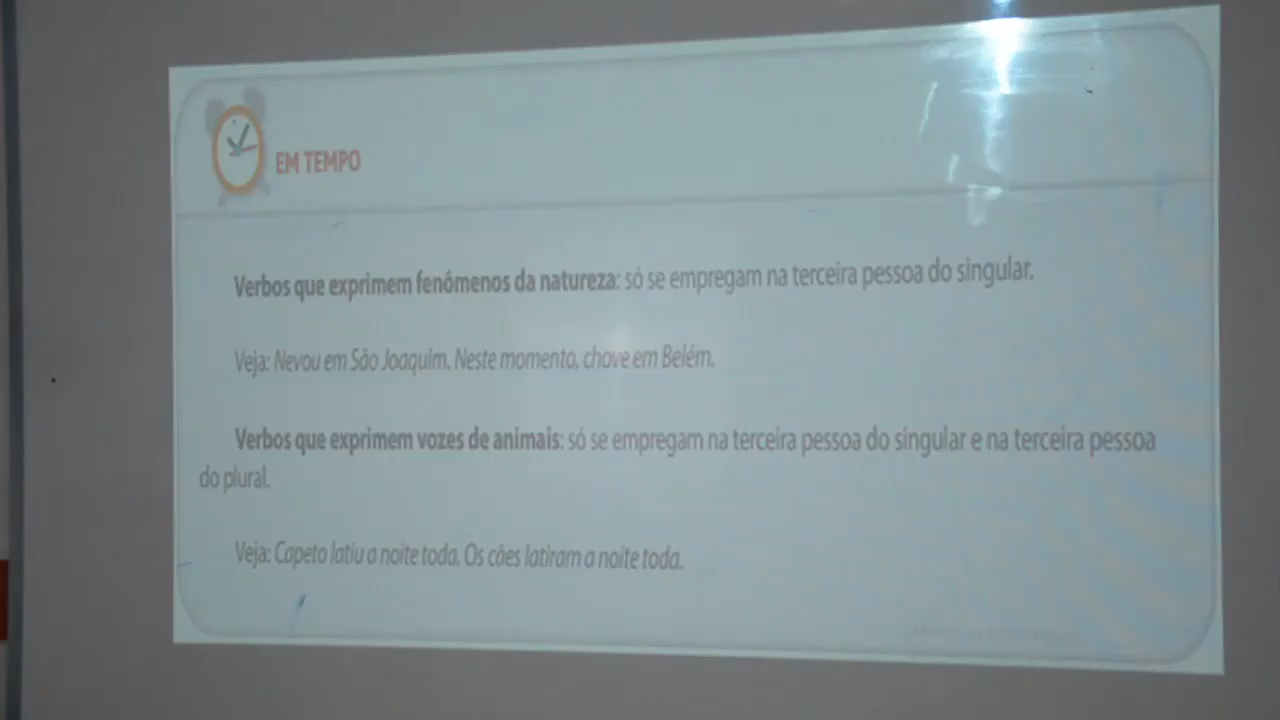 EM TEMPO
Verbos que exprimem fenômenos da natureza: só se empregam na terceira pessoa do singular.
Veja: Nevou em São Joaquim. Neste momento, chove em Belém.
Verbos que exprimem vozes de animais: só se empregam na terceira pessoa do singular e na terceira pessoa
do plural.
Veja: Capeto latiu a noite toda. Os cães latiram a noite toda.